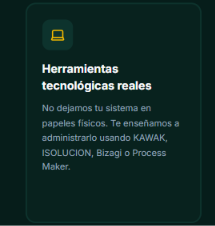 Herramientas
tecnológicas reales
No dejamos tu sistema en
papeles físicos. Te enseñamos a
administrarlo usando KAWAK,
ISOLUCION, Bizagi o Process
Maker.